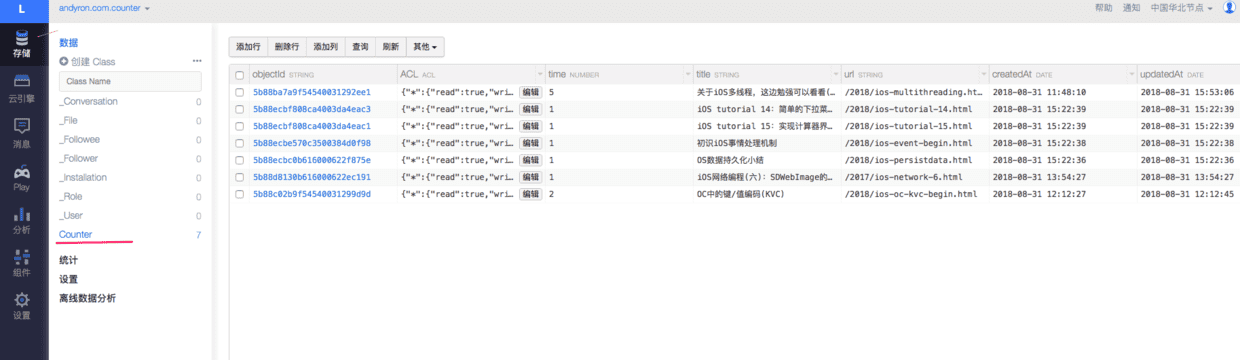 L andyron.com.counter 帮助 通知 中国华北节点
存储
云引擎
消息
Play
分析
组件
设置
数据
创建 Class
Class Name
_Conversation 0
_File 0
_Followee 0
_Follower 0
_Installation 0
_Role 0
_User 0
Counter 7
统计
设置
离线数据分析
添加行 删除行 添加列 查询 刷新 其他
objectId STRING ACL ACL time NUMBER title STRING url STRING createdAt DATE updatedAt DATE
5b88ba7a9f54540031292ee1 {"*":{"read":true,"wri… 编辑 5 关于iOS多线程，这边勉强可以看看(… /2018/ios-multithreading.ht… 2018-08-31 11:48:10 2018-08-31 15:53:06
5b88ecbf808ca4003da4eac3 {"*":{"read":true,"wri… 编辑 1 iOS tutorial 14：简单的下拉菜… /2018/ios-tutorial-14.html 2018-08-31 15:22:39 2018-08-31 15:22:39
5b88ecbf808ca4003da4eac1 {"*":{"read":true,"wri… 编辑 1 iOS tutorial 15：实现计算器界… /2018/ios-tutorial-15.html 2018-08-31 15:22:39 2018-08-31 15:22:39
5b88ecbe570c3500384d0f98 {"*":{"read":true,"wri… 编辑 1 初识iOS事情处理机制 /2018/ios-event-begin.html 2018-08-31 15:22:38 2018-08-31 15:22:38
5b88ecbc0b616000622f875e {"*":{"read":true,"wri… 编辑 1 OS数据持久化小结 /2018/ios-persistdata.html 2018-08-31 15:22:36 2018-08-31 15:22:36
5b88d8130b616000622ec191 {"*":{"read":true,"wri… 编辑 1 iOS网络编程(六)：SDWebImage的… /2017/ios-network-6.html 2018-08-31 13:54:27 2018-08-31 13:54:27
5b88c02b9f54540031299d9d {"*":{"read":true,"wri… 编辑 2 OC中的键/值编码(KVC) /2018/ios-oc-kvc-begin.html 2018-08-31 12:12:27 2018-08-31 12:12:45